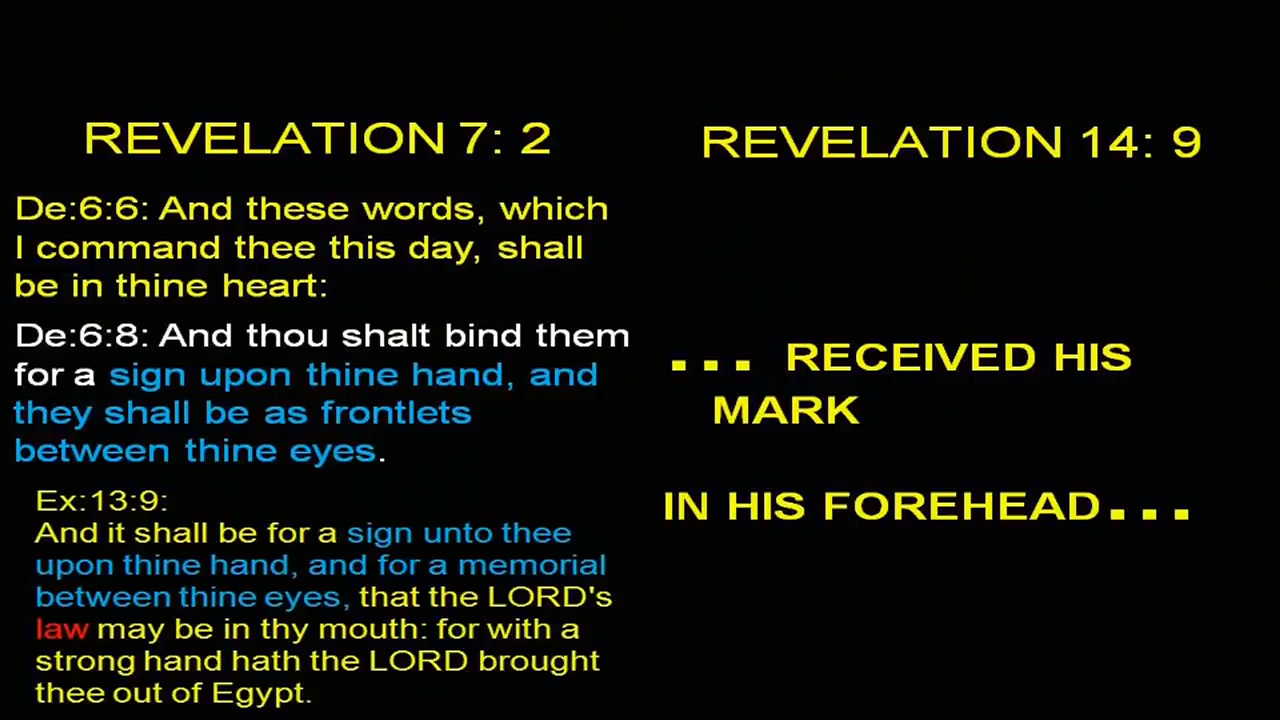 REVELATION 7: 2
De:6:6: And these words, which
I command thee this day, shall
be in thine heart:
De:6:8: And thou shalt bind them
for a sign upon thine hand, and
they shall be as frontlets
between thine eyes.
Ex:13:9:
And it shall be for a sign unto thee
upon thine hand, and for a memorial
between thine eyes, that the LORD's
law may be in thy mouth: for with a
strong hand hath the LORD brought
thee out of Egypt.
REVELATION 14: 9
... RECEIVED HIS
MARK
IN HIS FOREHEAD...